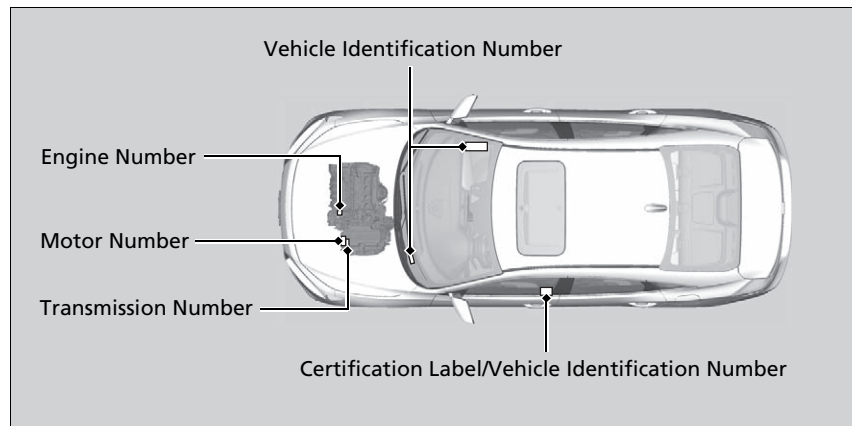 Vehicle Identification Number
Engine Number
Motor Number
Transmission Number
Certification Label/Vehicle Identification Number